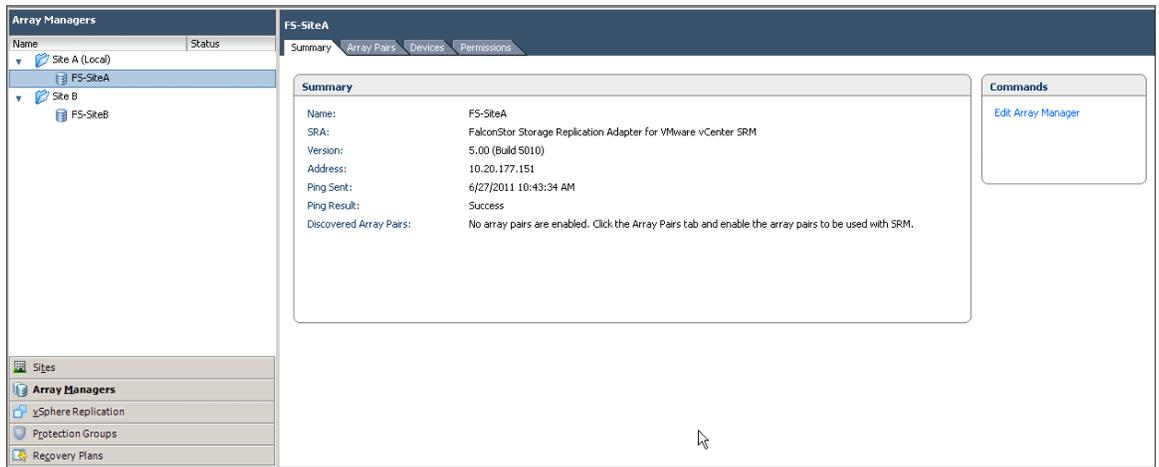 Array Managers
Name Status
Site A (Local)
FS-SiteA
Site B
FS-SiteB
Sites
Array Managers
vSphere Replication
Protection Groups
Recovery Plans
FS-SiteA
Summary Array Pairs Devices Permissions
Summary
Name: FS-SiteA
SRA: FalconStor Storage Replication Adapter for VMware vCenter SRM
Version: 5.00 (Build 5010)
Address: 10.20.177.151
Ping Sent: 6/27/2011 10:43:34 AM
Ping Result: Success
Discovered Array Pairs: No array pairs are enabled. Click the Array Pairs tab and enable the array pairs to be used with SRM.
Commands
Edit Array Manager